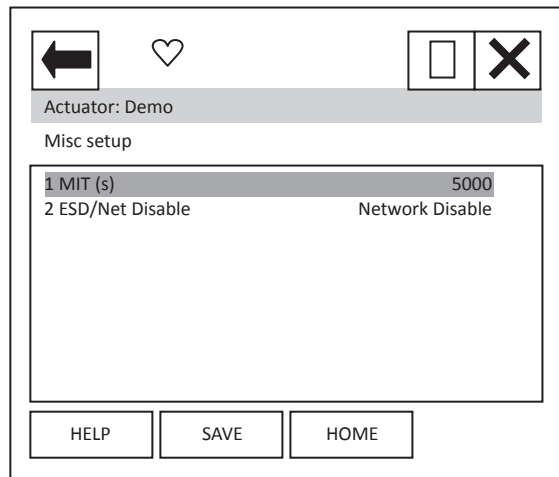 Actuator: Demo
Misc setup
1 MIT (s) 5000
2 ESD/Net Disable Network Disable
HELP SAVE HOME